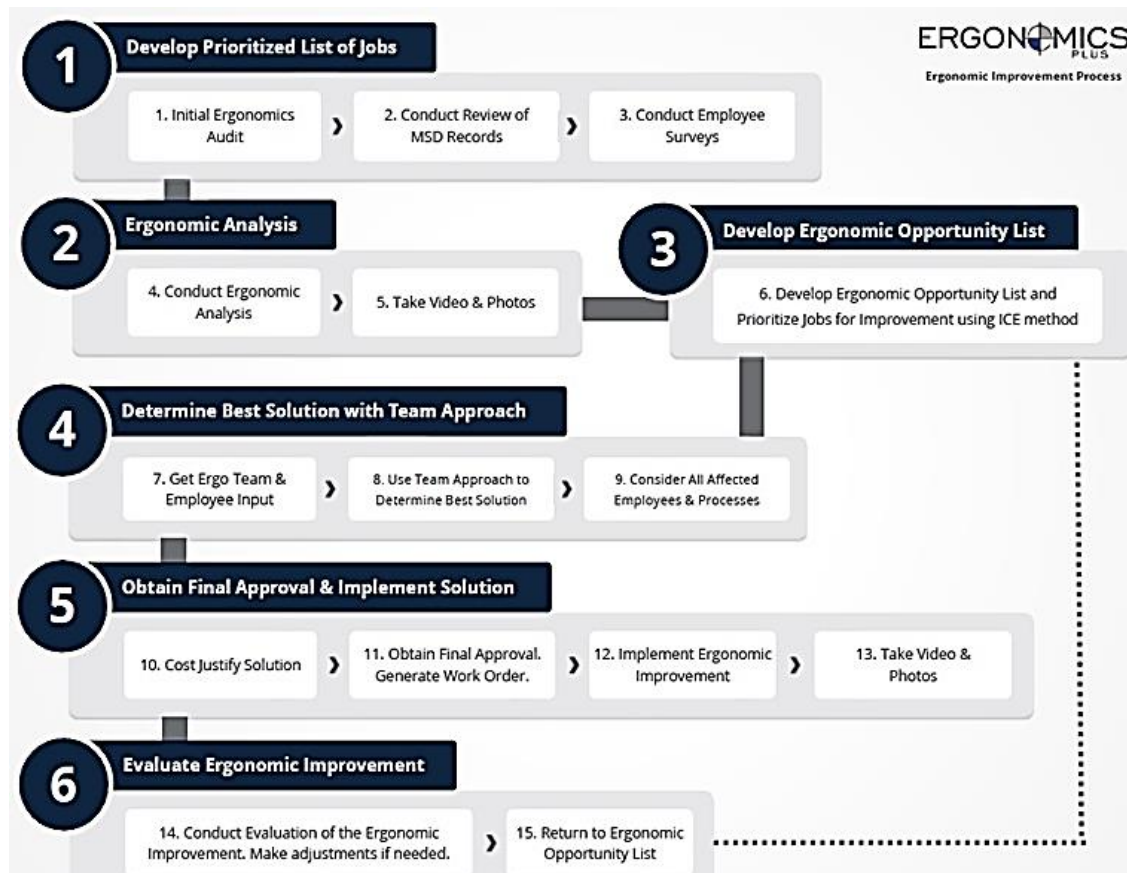 ERGONOMICS
PLUS
Ergonomic Improvement Process
1
Develop Prioritized List of Jobs
1. Initial Ergonomics
Audit
2. Conduct Review of
MSD Records
3. Conduct Employee
Surveys
2
Ergonomic Analysis
4. Conduct Ergonomic
Analysis
5. Take Video & Photos
3
Develop Ergonomic Opportunity List
6. Develop Ergonomic Opportunity List and
Prioritize Jobs for Improvement using ICE method
4
Determine Best Solution with Team Approach
7. Get Ergo Team &
Employee Input
8. Use Team Approach to
Determine Best Solution
9. Consider All Affected
Employees & Processes
5
Obtain Final Approval & Implement Solution
10. Cost Justify Solution
11. Obtain Final Approval.
Generate Work Order.
12. Implement Ergonomic
Improvement
13. Take Video &
Photos
6
Evaluate Ergonomic Improvement
14. Conduct Evaluation of the Ergonomic
Improvement. Make adjustments if needed.
15. Return to Ergonomic
Opportunity List